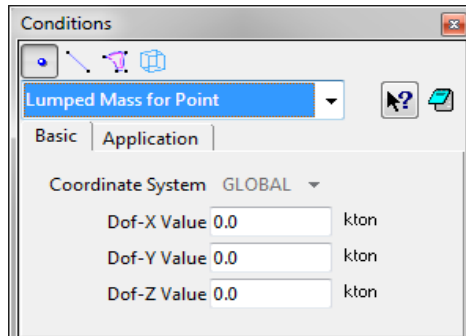 Conditions
Lumped Mass for Point
Basic Application
Coordinate System GLOBAL
Dof-X Value 0.0 kton
Dof-Y Value 0.0 kton
Dof-Z Value 0.0 kton